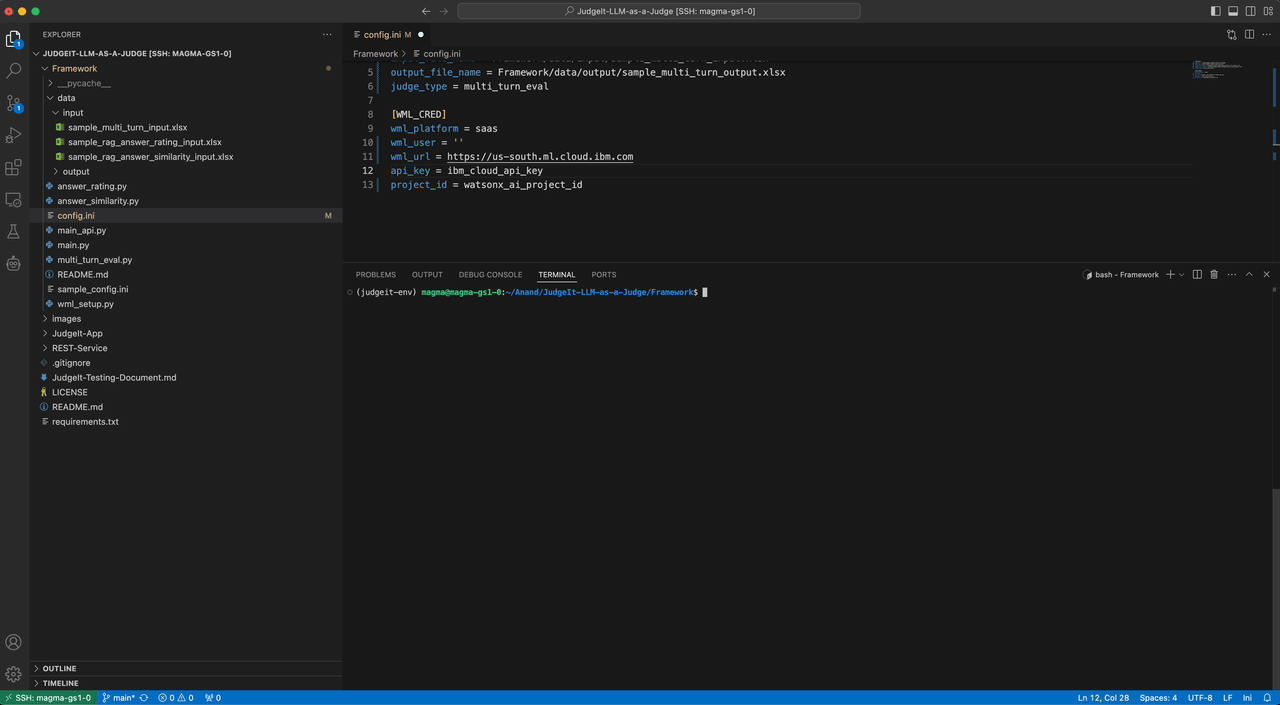 JudgeIt-LLM-as-a-Judge [SSH: magma-gs1-0]
1
1
EXPLORER
JUDGEIT-LLM-AS-A-JUDGE [SSH: MAGMA-GS1-0]
Framework
__pycache__
data
input
sample_multi_turn_input.xlsx
sample_rag_answer_rating_input.xlsx
sample_rag_answer_similarity_input.xlsx
output
answer_rating.py
answer_similarity.py
config.ini M
main_api.py
main.py
multi_turn_eval.py
README.md
sample_config.ini
wml_setup.py
images
JudgeIt-App
REST-Service
.gitignore
JudgeIt-Testing-Document.md
LICENSE
README.md
requirements.txt
OUTLINE
TIMELINE
config.ini M
Framework > config.ini
5 output_file_name = Framework/data/output/sample_multi_turn_output.xlsx
6 judge_type = multi_turn_eval
7
8 [WML_CRED]
9 wml_platform = saas
10 wml_user = ''
11 wml_url = https://us-south.ml.cloud.ibm.com
12 api_key = ibm_cloud_api_key
13 project_id = watsonx_ai_project_id
PROBLEMS OUTPUT DEBUG CONSOLE TERMINAL PORTS bash - Framework
(judgeit-env) magma@magma-gs1-0:~/Anand/JudgeIt-LLM-as-a-Judge/Framework$
SSH: magma-gs1-0 main* 0 0 0 Ln 12, Col 28 Spaces: 4 UTF-8 LF Ini